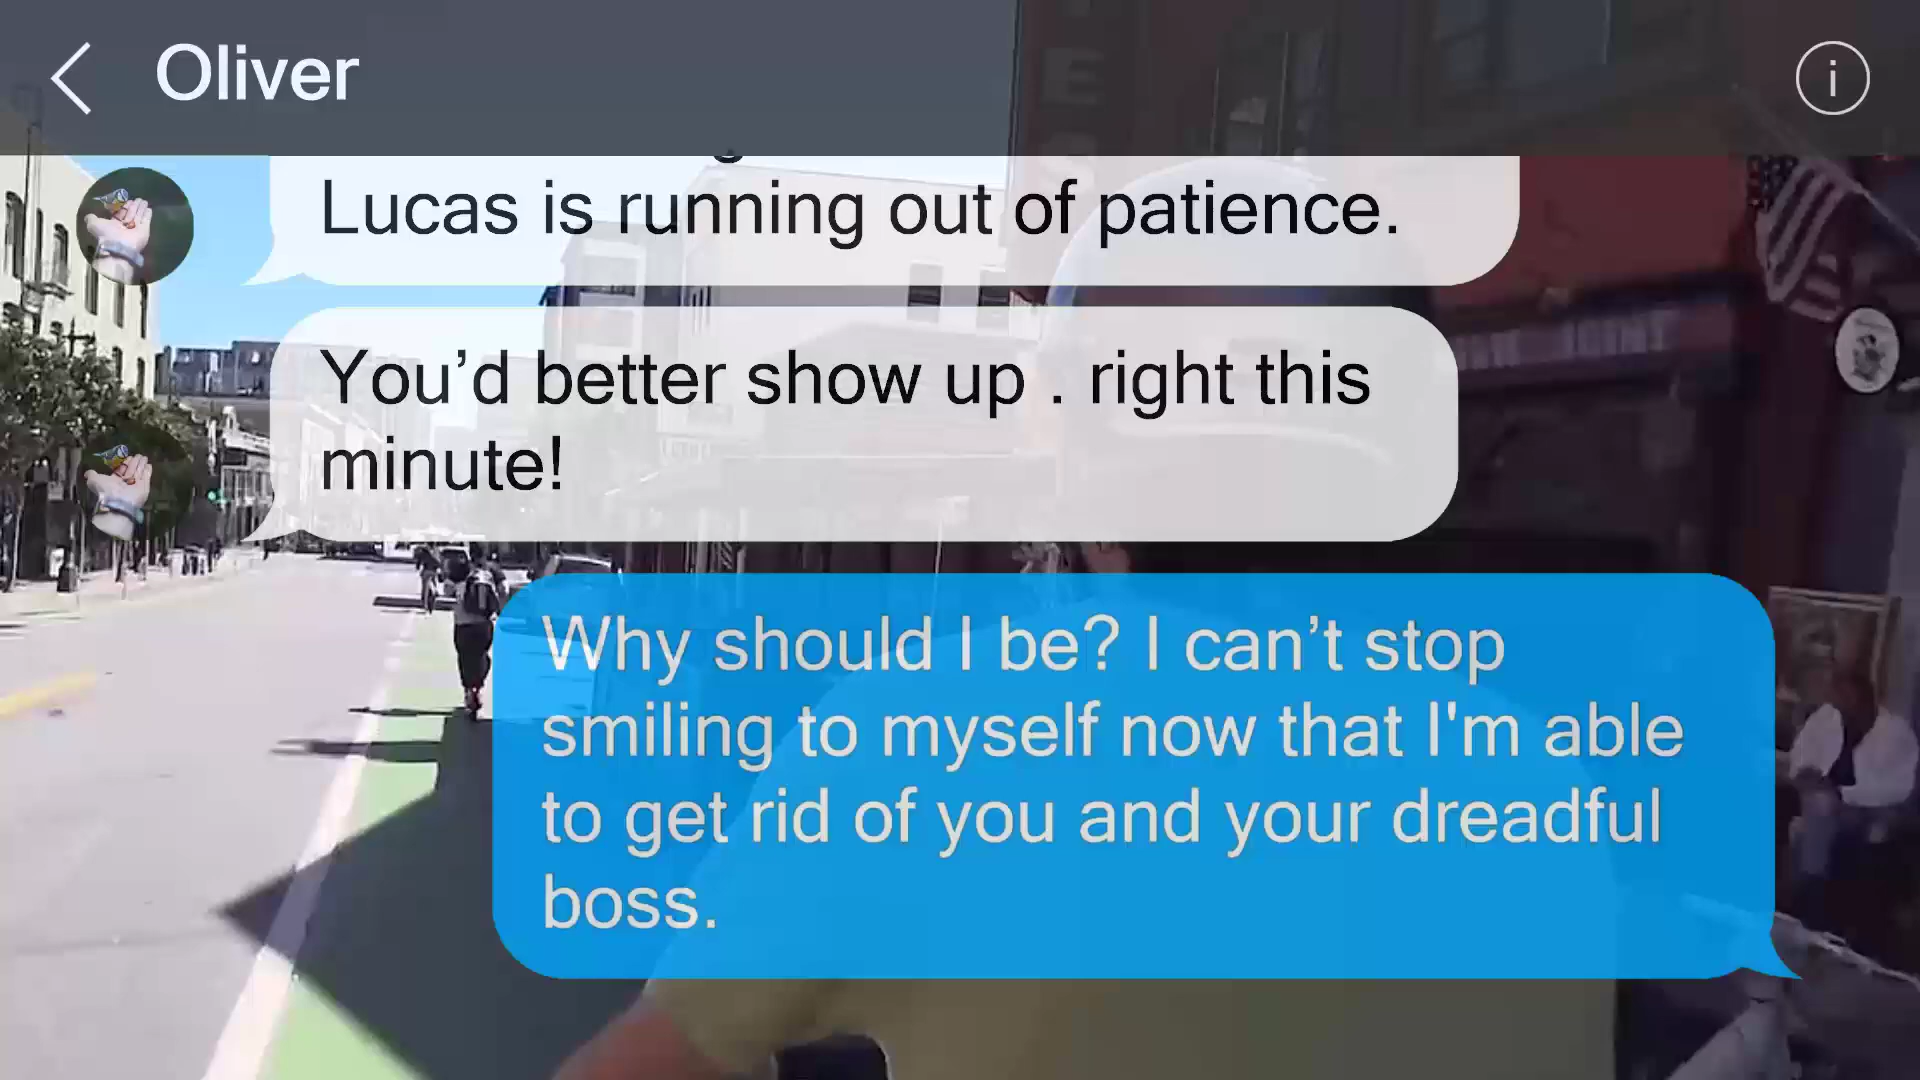 Oliver
Lucas is running out of patience.
You’d better show up . right this
minute!
Why should I be? I can’t stop
smiling to myself now that I'm able
to get rid of you and your dreadful
boss.